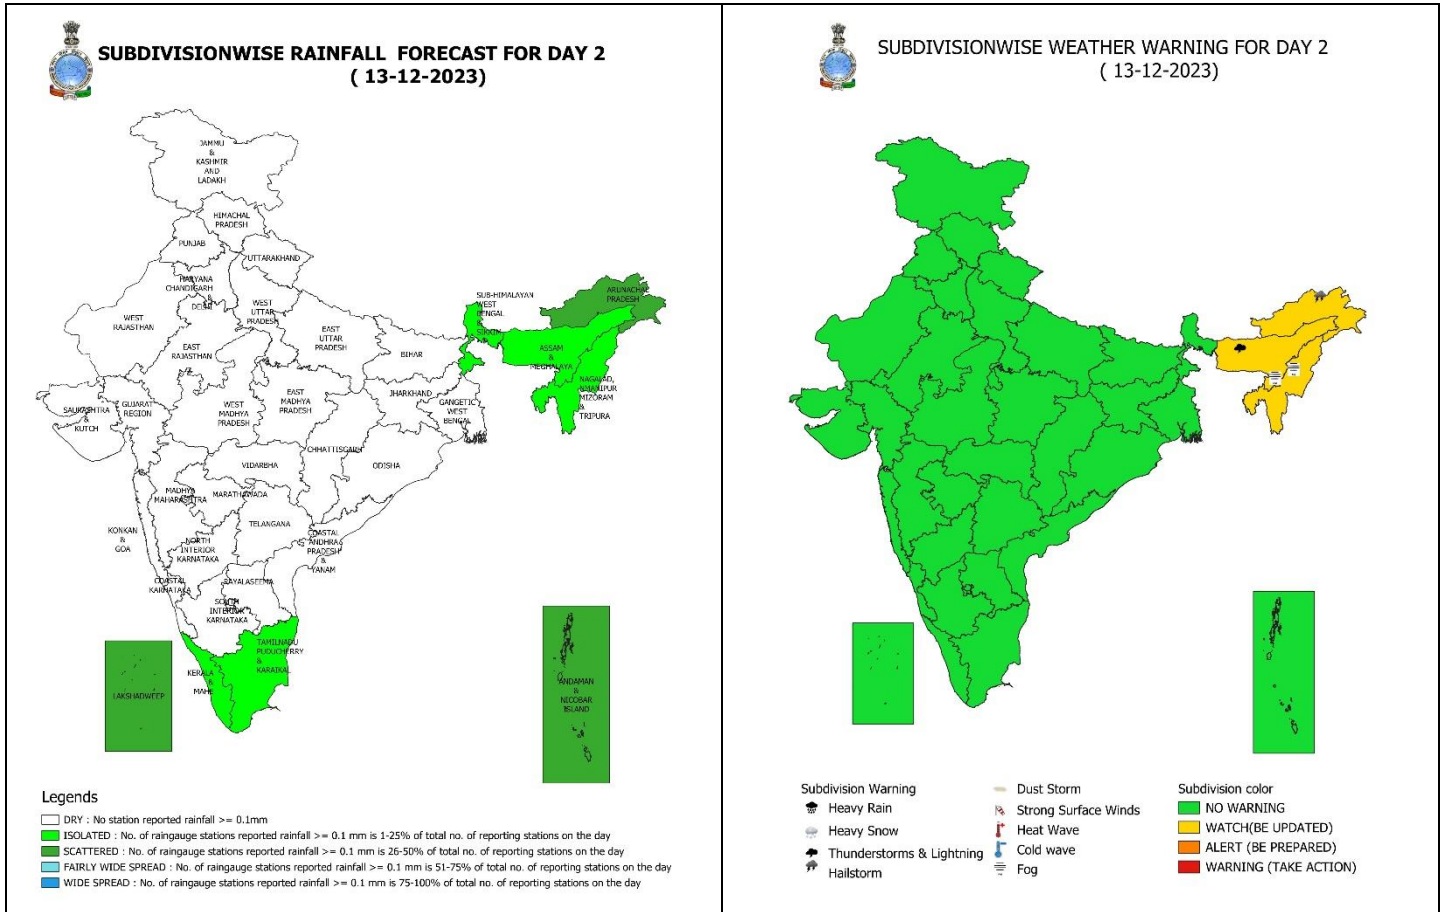 SUBDIVISIONWISE RAINFALL FORECAST FOR DAY 2
( 13-12-2023)
JAMMU
&
KASHMIR
AND
LADAKH
HIMACHAL
PRADESH
PUNJAB
UTTARAKHAND
HARYANA
CHANDIGARH
&
DELHI
WEST
RAJASTHAN
WEST
UTTAR
PRADESH
EAST
UTTAR
PRADESH
EAST
RAJASTHAN
BIHAR
SUB-HIMALAYAN
WEST
BENGAL
&
SIKKIM
ARUNACHAL
PRADESH
ASSAM
&
MEGHALAYA
NAGALAD,
MANIPUR
MIZORAM
&
TRIPURA
SAURASHTRA
&
KUTCH
GUJARAT
REGION
WEST
MADHYA
PRADESH
EAST
MADHYA
PRADESH
JHARKHAND
GANGETIC
WEST
BENGAL
CHHATTISGARH
ODISHA
VIDARBHA
MADHYA
MAHARASHTRA
MARATHAWADA
TELANGANA
KONKAN
&
GOA
NORTH
INTERIOR
KARNATAKA
COASTAL
ANDHRA
PRADESH
&
YANAM
COASTAL
KARNATAKA
RAYALASEEMA
SOUTH
INTERIOR
KARNATAKA
TAMILNADU
PUDUCHERRY
&
KARAIKAL
KERALA
&
MAHE
LAKSHADWEEP
ANDAMAN
&
NICOBAR
ISLAND
Legends
DRY : No station reported rainfall >= 0.1mm
ISOLATED : No. of raingauge stations reported rainfall >= 0.1 mm is 1-25% of total no. of reporting stations on the day
SCATTERED : No. of raingauge stations reported rainfall >= 0.1 mm is 26-50% of total no. of reporting stations on the day
FAIRLY WIDE SPREAD : No. of raingauge stations reported rainfall >= 0.1 mm is 51-75% of total no. of reporting stations on the day
WIDE SPREAD : No. of raingauge stations reported rainfall >= 0.1 mm is 75-100% of total no. of reporting stations on the day
SUBDIVISIONWISE WEATHER WARNING FOR DAY 2
( 13-12-2023)
Subdivision Warning
Heavy Rain
Heavy Snow
Thunderstorms & Lightning
Hailstorm
Dust Storm
Strong Surface Winds
Heat Wave
Cold wave
Fog
Subdivision color
NO WARNING
WATCH(BE UPDATED)
ALERT (BE PREPARED)
WARNING (TAKE ACTION)